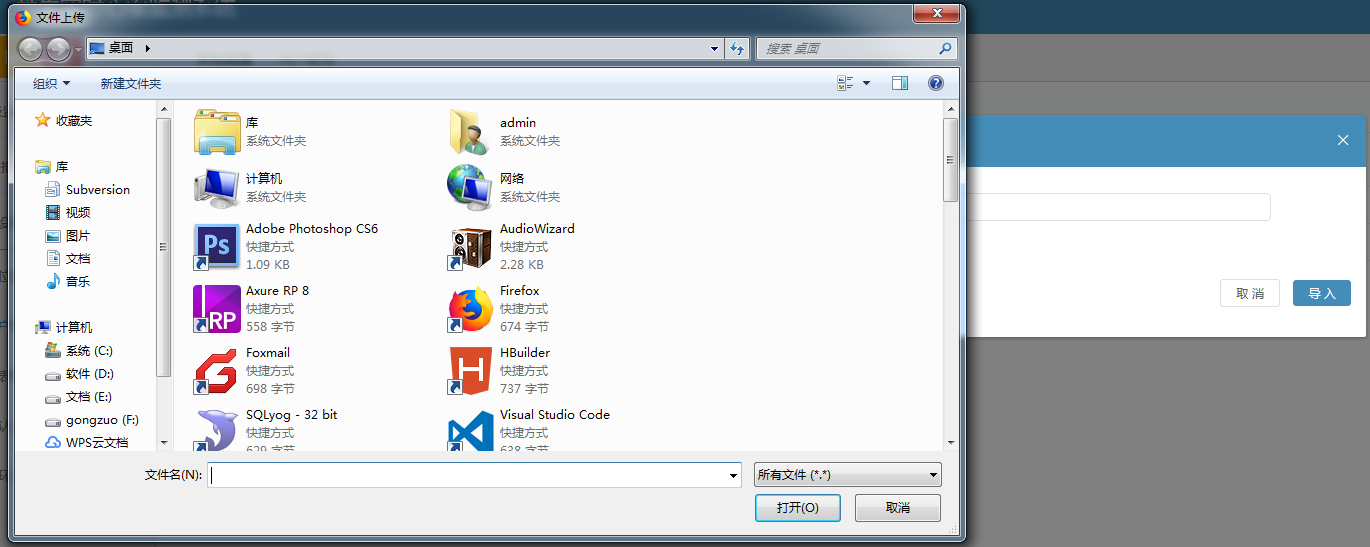 文件上传
桌面
搜索 桌面
组织
新建文件夹
收藏夹
库
Subversion
视频
图片
文档
音乐
计算机
系统 (C:)
软件 (D:)
文档 (E:)
gongzuo (F:)
WPS云文档
库
系统文件夹
admin
系统文件夹
计算机
系统文件夹
网络
系统文件夹
Adobe Photoshop CS6
快捷方式
1.09 KB
AudioWizard
快捷方式
2.28 KB
Axure RP 8
快捷方式
558 字节
Firefox
快捷方式
674 字节
Foxmail
快捷方式
698 字节
HBuilder
快捷方式
737 字节
SQLyog - 32 bit
快捷方式
629 字节
Visual Studio Code
快捷方式
638 字节
文件名(N):
所有文件 (*.*)
打开(O)
取消
取 消
导 入